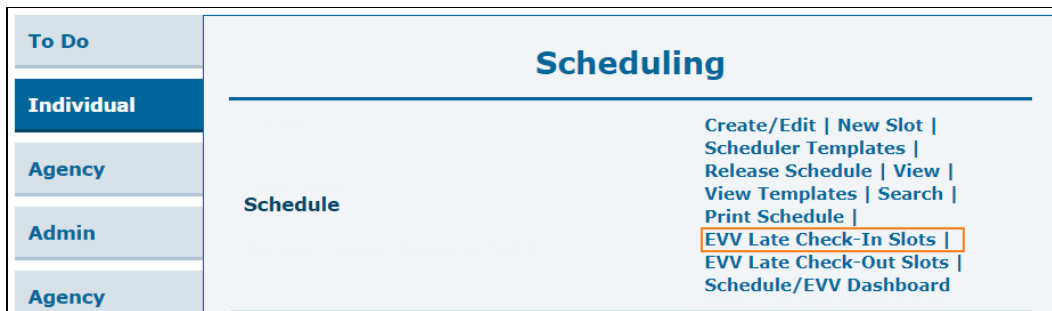 To Do
Individual
Agency
Admin
Agency
Scheduling
Schedule
Create/Edit | New Slot |
Scheduler Templates |
Release Schedule | View |
View Templates | Search |
Print Schedule |
EVV Late Check-In Slots |
EVV Late Check-Out Slots |
Schedule/EVV Dashboard